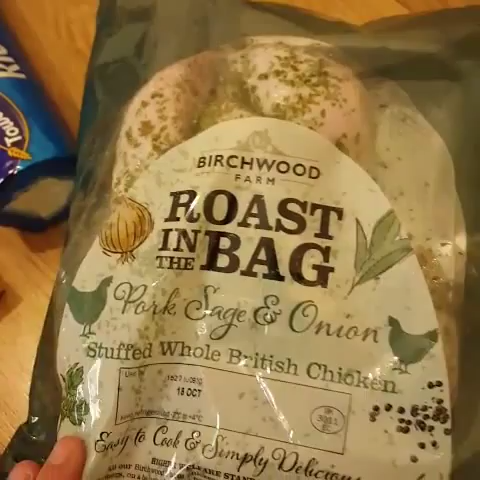 BIRCHWOOD
FARM
ROAST
IN THE BAG
Pork Sage & Onion
Stuffed Whole British Chicken
Use by
18 OCT
Easy to Cook & Simply Delicious